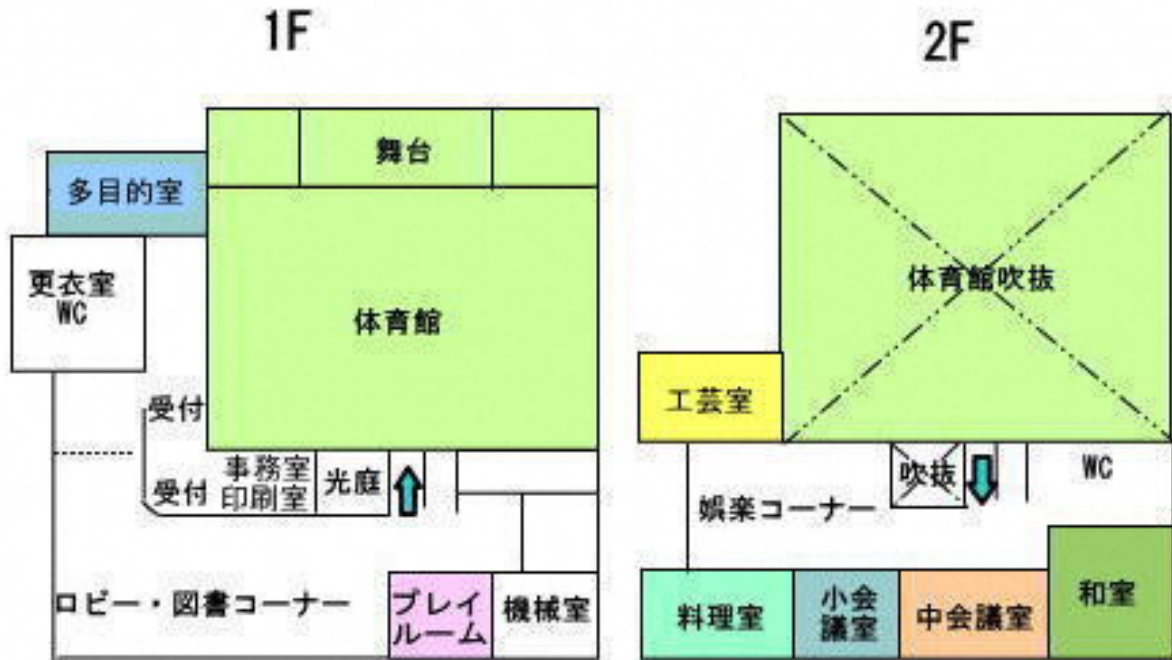 1F
2F
舞台
多目的室
更衣室
WC
体育館
体育館吹抜
工芸室
受付
受付
事務室
印刷室
光庭
吹抜
WC
娯楽コーナー
ロビー・図書コーナー
プレイ
ルーム
機械室
料理室
小会
議室
中会議室
和室